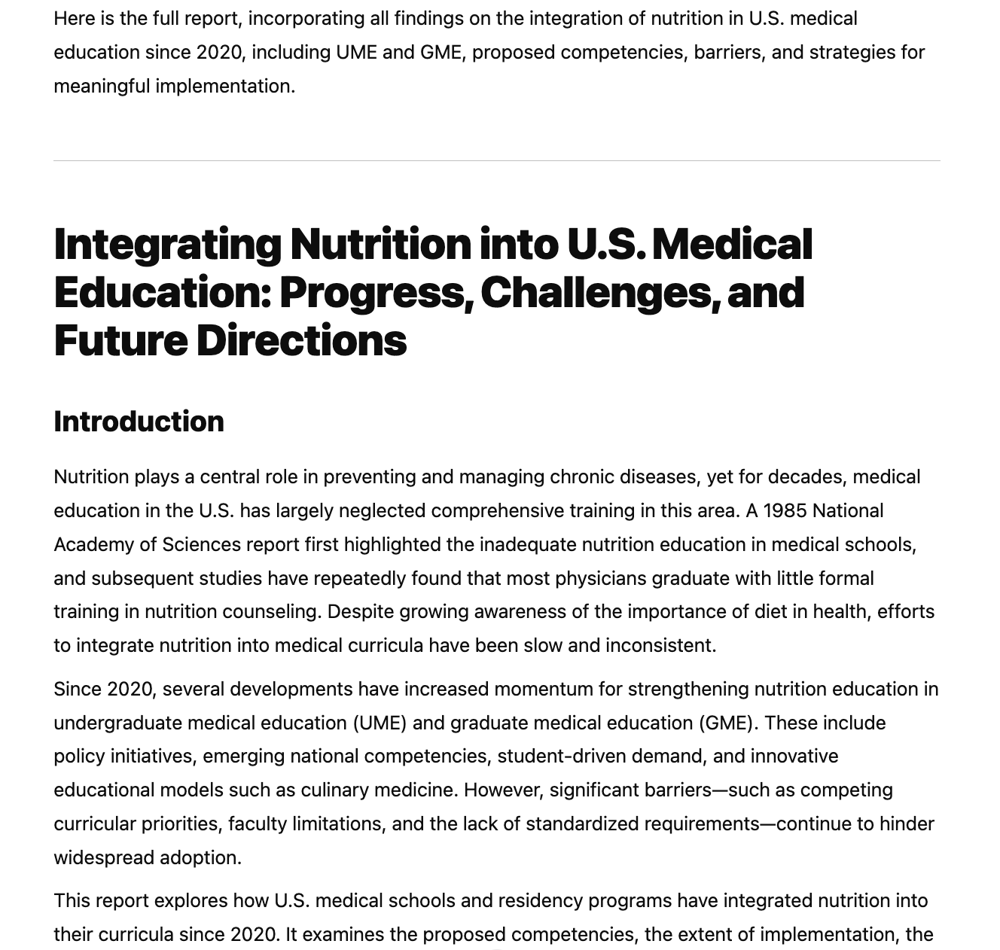 Here is the full report, incorporating all findings on the integration of nutrition in U.S. medical
education since 2020, including UME and GME, proposed competencies, barriers, and strategies for
meaningful implementation.
Integrating Nutrition into U.S. Medical
Education: Progress, Challenges, and
Future Directions
Introduction
Nutrition plays a central role in preventing and managing chronic diseases, yet for decades, medical
education in the U.S. has largely neglected comprehensive training in this area. A 1985 National
Academy of Sciences report first highlighted the inadequate nutrition education in medical schools,
and subsequent studies have repeatedly found that most physicians graduate with little formal
training in nutrition counseling. Despite growing awareness of the importance of diet in health, efforts
to integrate nutrition into medical curricula have been slow and inconsistent.
Since 2020, several developments have increased momentum for strengthening nutrition education in
undergraduate medical education (UME) and graduate medical education (GME). These include
policy initiatives, emerging national competencies, student-driven demand, and innovative
educational models such as culinary medicine. However, significant barriers—such as competing
curricular priorities, faculty limitations, and the lack of standardized requirements—continue to hinder
widespread adoption.
This report explores how U.S. medical schools and residency programs have integrated nutrition into
their curricula since 2020. It examines the proposed competencies, the extent of implementation, the